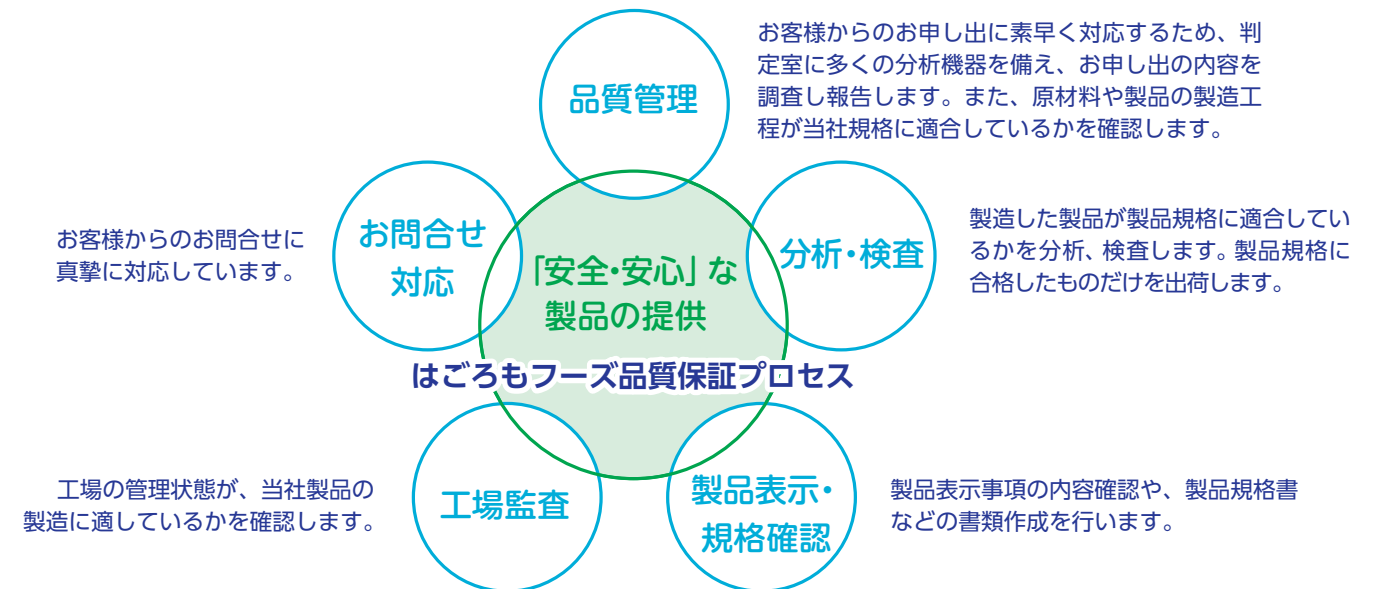 品質管理
お客様からのお申し出に素早く対応するため、判
定室に多くの分析機器を備え、お申し出の内容を
調査し報告します。また、原材料や製品の製造工
程が当社規格に適合しているかを確認します。
お問合せ
対応
お客様からのお問合せに
真摯に対応しています。
「安全・安心」な
製品の提供
分析・検査
製造した製品が製品規格に適合してい
るかを分析、検査します。製品規格に
合格したものだけを出荷します。
はごろもフーズ品質保証プロセス
工場の管理状態が、当社製品の
製造に適しているかを確認します。
工場監査
製品表示・
規格確認
製品表示事項の内容確認や、製品規格書
などの書類作成を行います。